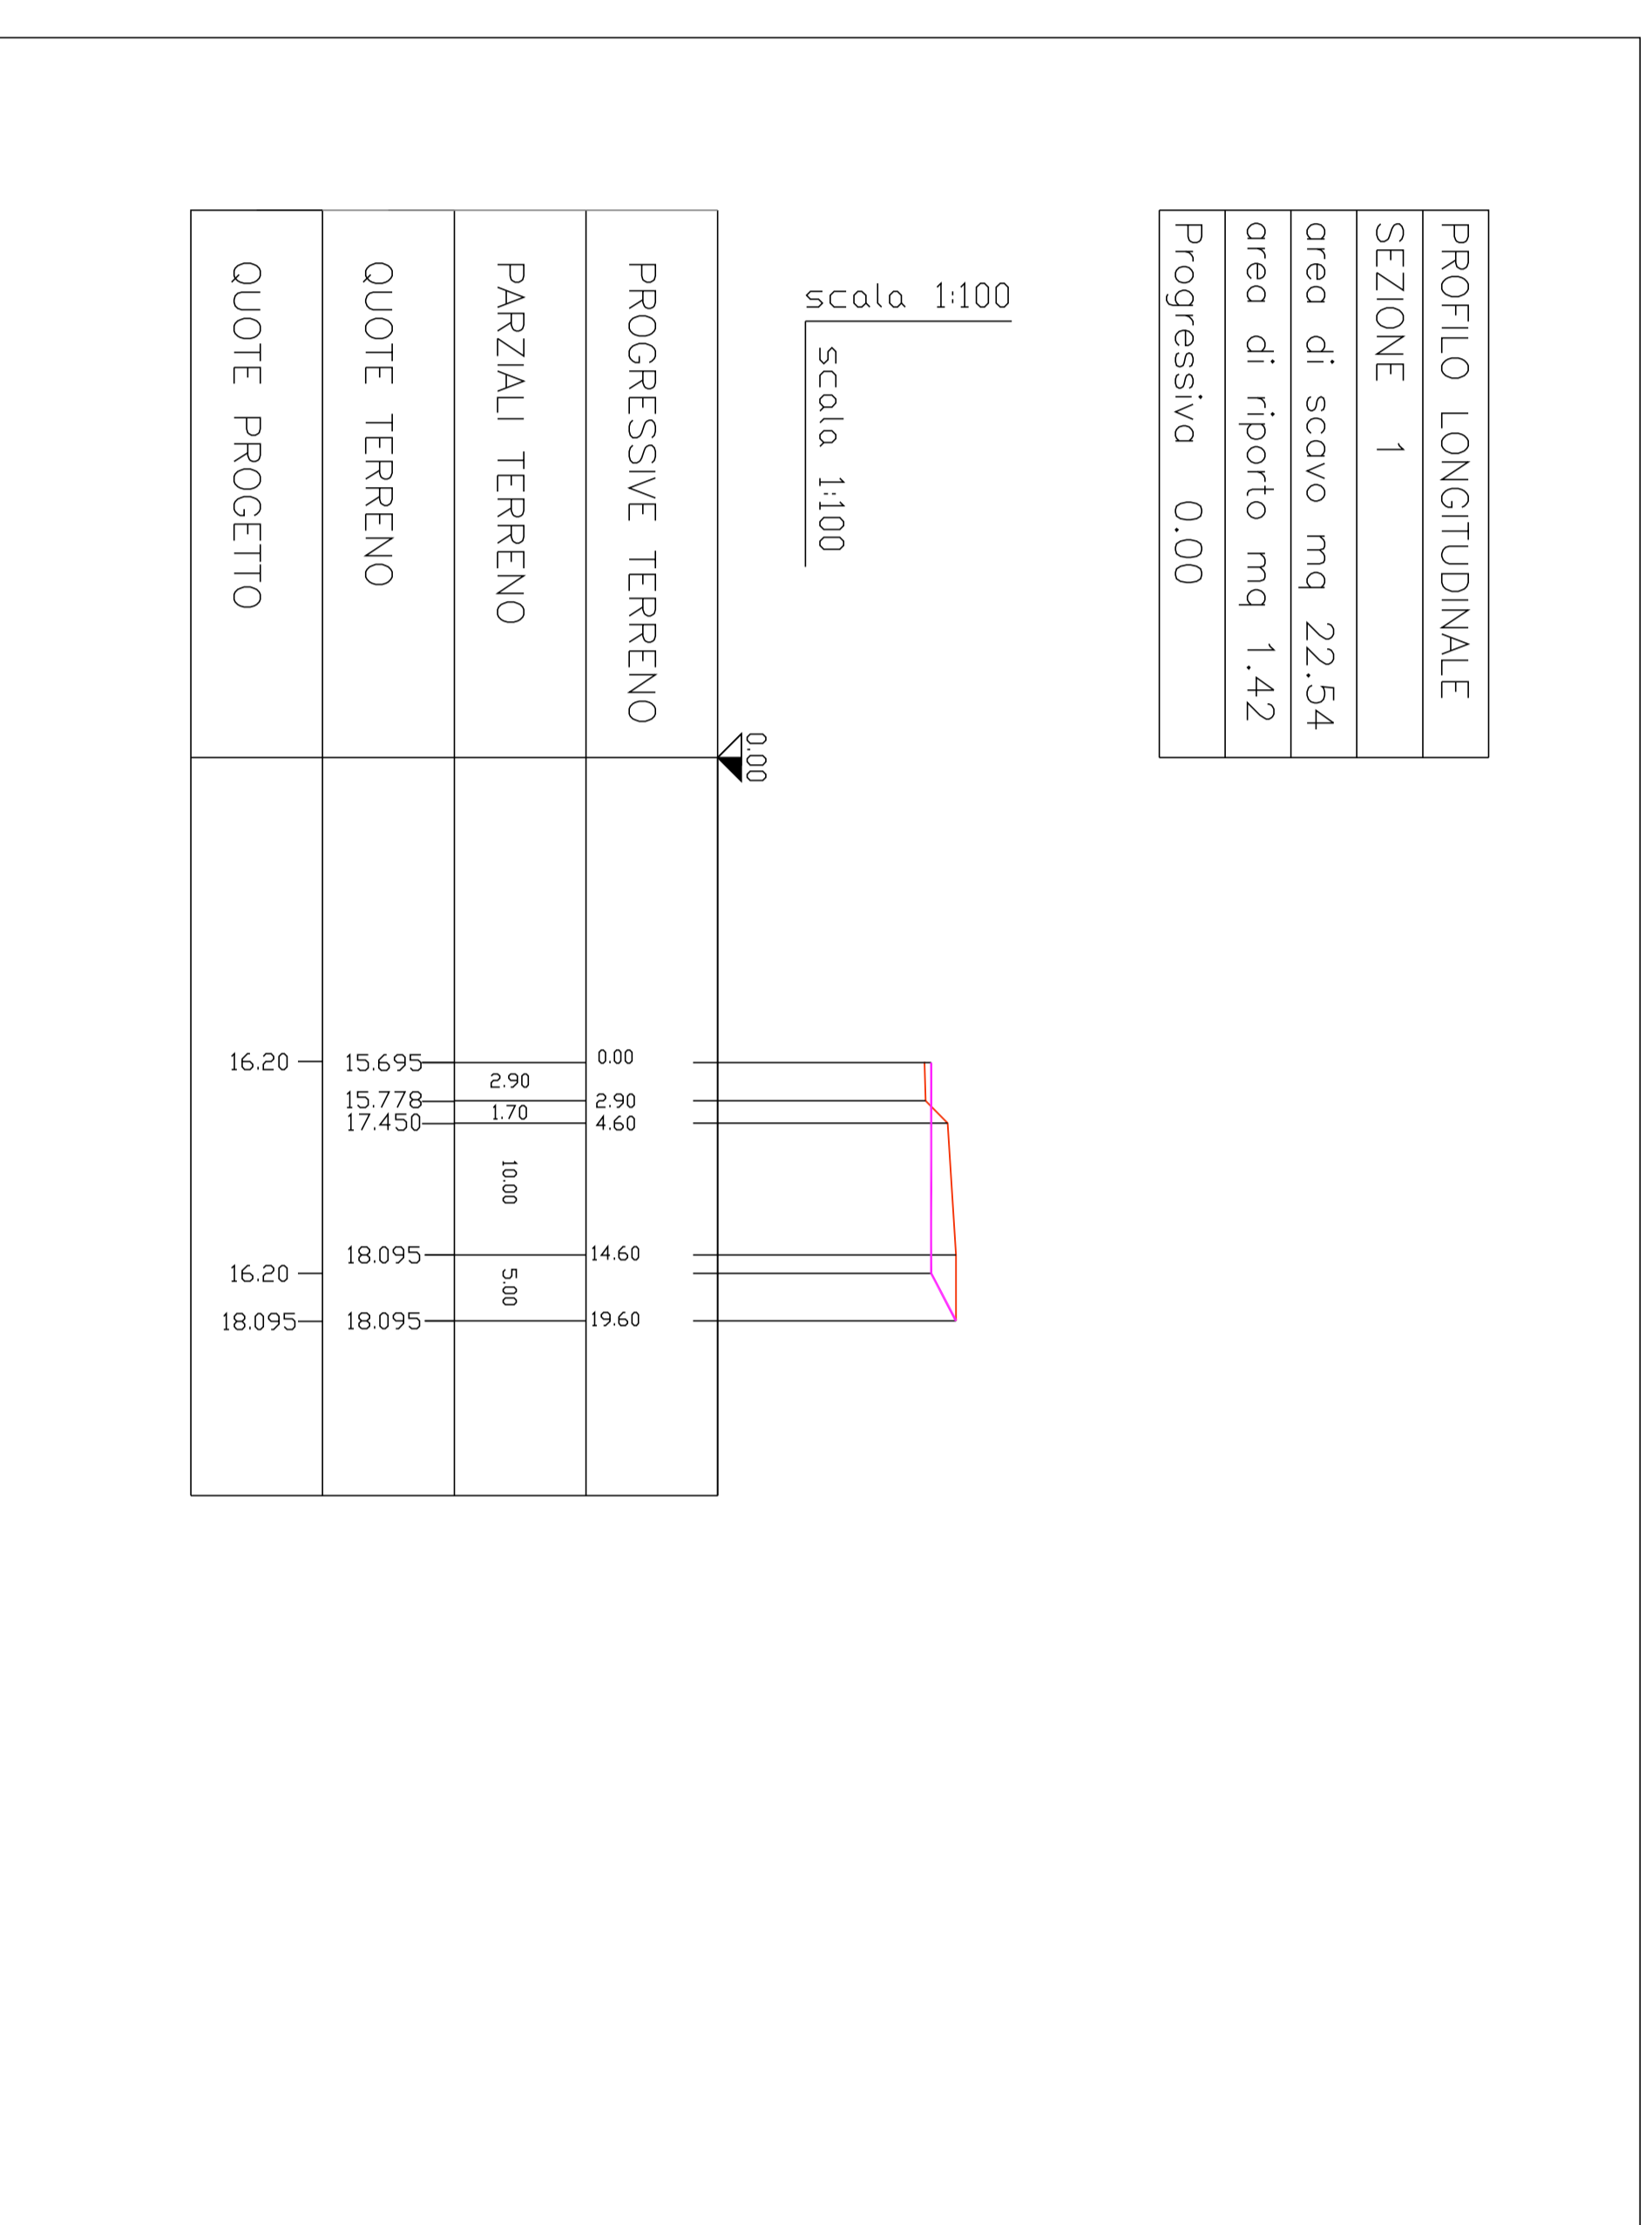 PROFILO LONGITUDINALE
SEZIONE 1
area di scavo mq 22.54
area di riporto mq 1.42
Progressiva 0.00
scala 1:100
scala 1:100
0.00
PROGRESSIVE TERRENO
0.00
2.90
4.60
14.60
19.60
PARZIALI TERRENO
2.90
1.70
10.00
5.00
QUOTE TERRENO
15.695
15.778
17.450
18.095
18.095
QUOTE PROGETTO
16.20
16.20
18.095